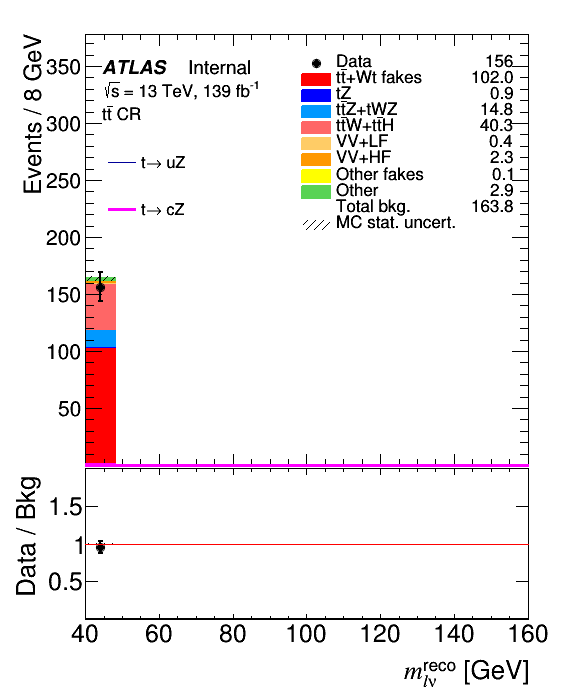 Events / 8 GeV
350
300
250
200
150
100
50
ATLAS Internal
√s = 13 TeV, 139 fb⁻¹
tt̄ CR
t→ uZ
t→ cZ
Data 156
tt̄+Wt fakes 102.0
tZ 0.9
tt̄Z+tWZ 14.8
tt̄W+tt̄H 40.3
VV+LF 0.4
VV+HF 2.3
Other fakes 0.1
Other 2.9
Total bkg. 163.8
MC stat. uncert.
Data / Bkg
1.5
1
0.5
40 60 80 100 120 140 160
m_{lν}^{reco} [GeV]